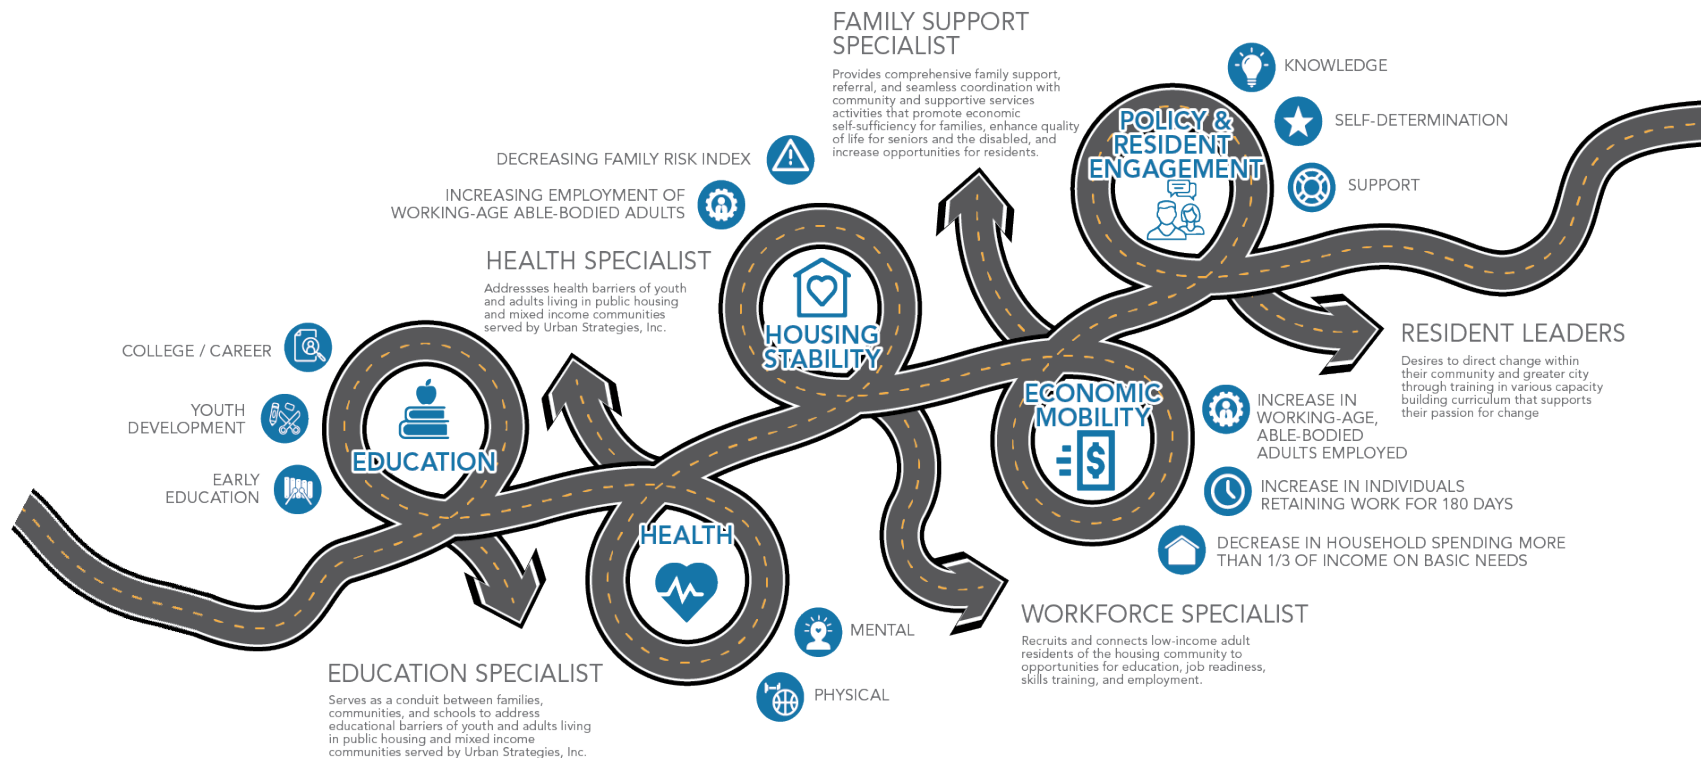 FAMILY SUPPORT
SPECIALIST
Provides comprehensive family support,
referral, and seamless coordination with
community and supportive services
activities that promote economic
self-sufficiency for families, enhance quality
of life for seniors and the disabled, and
increase opportunities for residents.
KNOWLEDGE
SELF-DETERMINATION
SUPPORT
POLICY &
RESIDENT
ENGAGEMENT
DECREASING FAMILY RISK INDEX
INCREASING EMPLOYMENT OF
WORKING-AGE ABLE-BODIED ADULTS
HEALTH SPECIALIST
Addressses health barriers of youth
and adults living in public housing
and mixed income communities
served by Urban Strategies, Inc.
HOUSING
STABILITY
RESIDENT LEADERS
Desires to direct change within
their community and greater city
through training in various capacity
building curriculum that supports
their passion for change
COLLEGE / CAREER
YOUTH
DEVELOPMENT
EARLY
EDUCATION
EDUCATION
ECONOMIC
MOBILITY
$
INCREASE IN
WORKING-AGE,
ABLE-BODIED
ADULTS EMPLOYED
INCREASE IN INDIVIDUALS
RETAINING WORK FOR 180 DAYS
DECREASE IN HOUSEHOLD SPENDING MORE
THAN 1/3 OF INCOME ON BASIC NEEDS
HEALTH
MENTAL
PHYSICAL
WORKFORCE SPECIALIST
Recruits and connects low-income adult
residents of the housing community to
opportunities for education, job readiness,
skills training, and employment.
EDUCATION SPECIALIST
Serves as a conduit between families,
communities, and schools to address
educational barriers of youth and adults living
in public housing and mixed income
communities served by Urban Strategies, Inc.